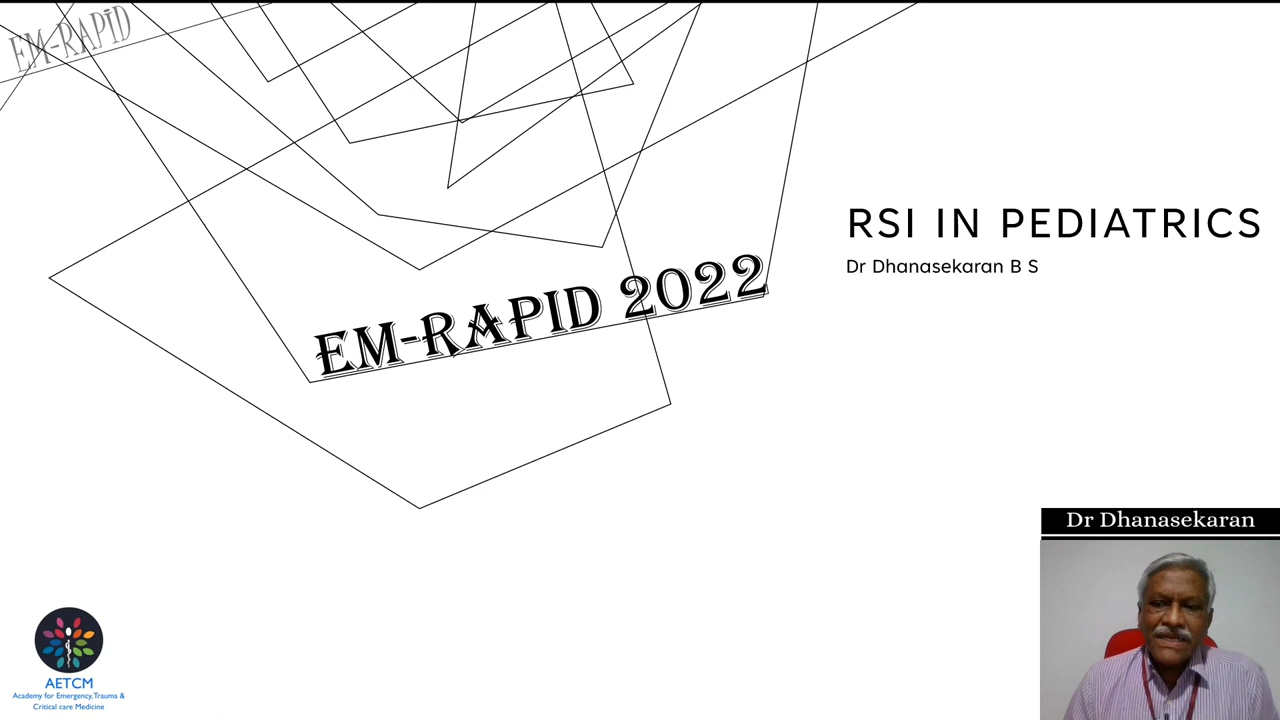 EM-RAPiD
RSI IN PEDIATRICS
Dr Dhanasekaran B S
EM-RAPID 2022
Dr Dhanasekaran
AETCM
Academy for Emergency, Trauma &
Critical care Medicine